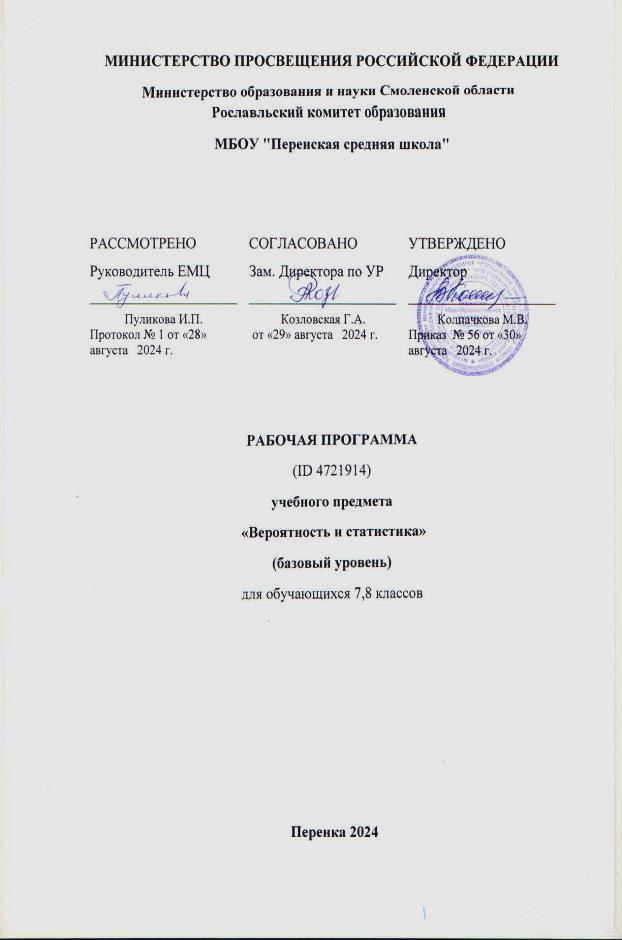 МИНИСТЕРСТВО ПРОСВЕЩЕНИЯ РОССИЙСКОЙ ФЕДЕРАЦИИ
Министерство образования и науки Смоленской области
Рославльский комитет образования
МБОУ "Перенская средняя школа"
РАССМОТРЕНО
Руководитель ЕМЦ
Пуликова
Пуликова И.П.
Протокол № 1 от «28»
августа 2024 г.
СОГЛАСОВАНО
Зам. Директора по УР
Козловская Г.А.
от «29» августа 2024 г.
УТВЕРЖДЕНО
Директор
Колпачкова М.В.
Приказ № 56 от «30»
августа 2024 г.
РАБОЧАЯ ПРОГРАММА
(ID 4721914)
учебного предмета
«Вероятность и статистика»
(базовый уровень)
для обучающихся 7,8 классов
Перенка 2024